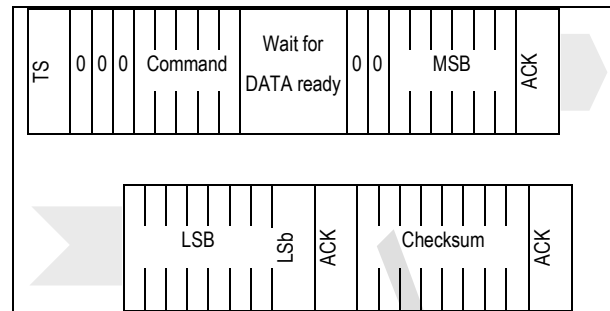 TS 0 0 0 Command Wait for DATA ready 0 0 MSB ACK
LSB LSb ACK Checksum ACK